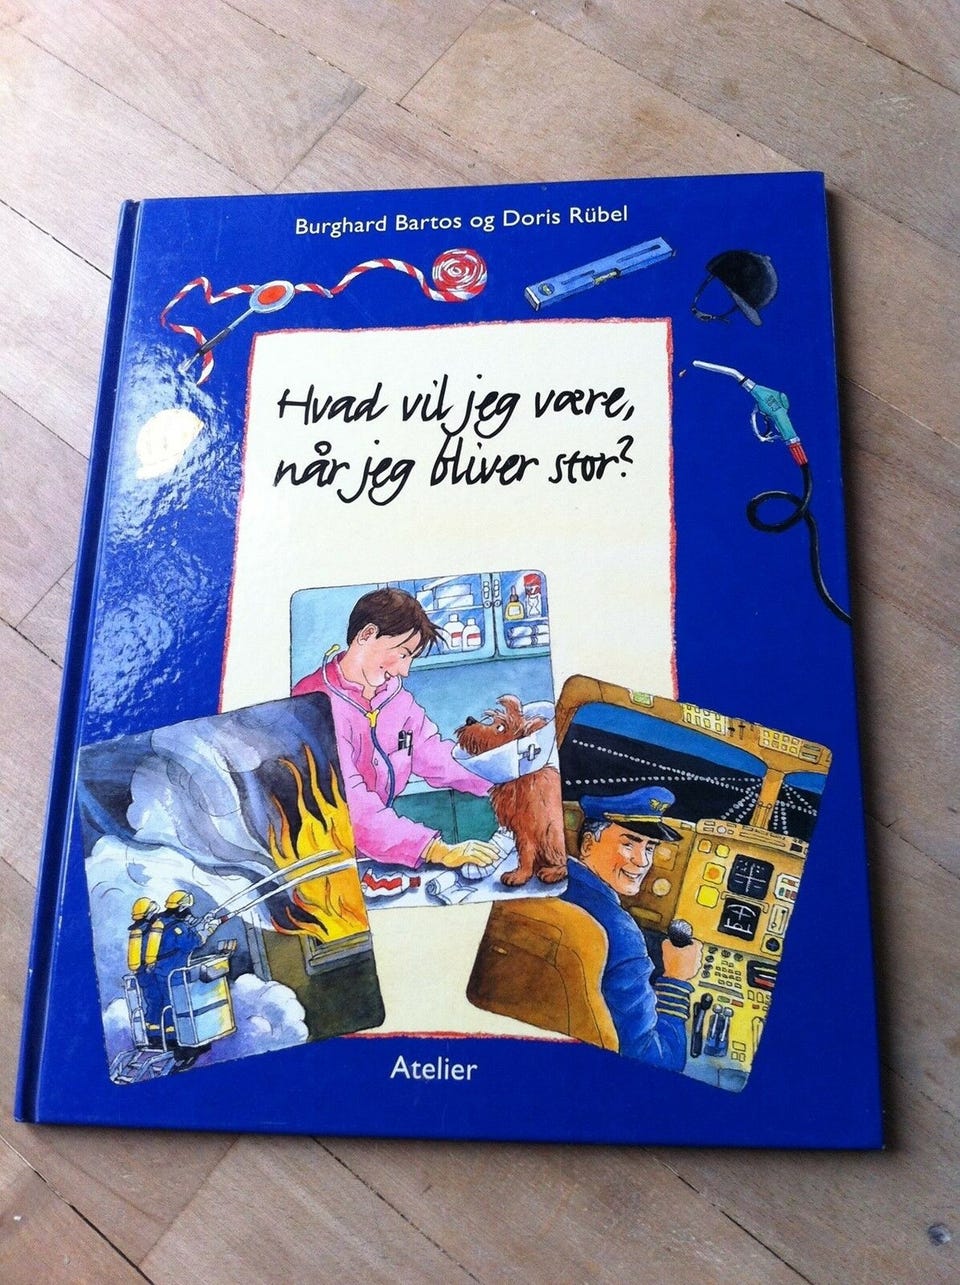 Burghard Bartos og Doris Rübel
Hvad vil jeg være,
når jeg bliver stor?
Atelier